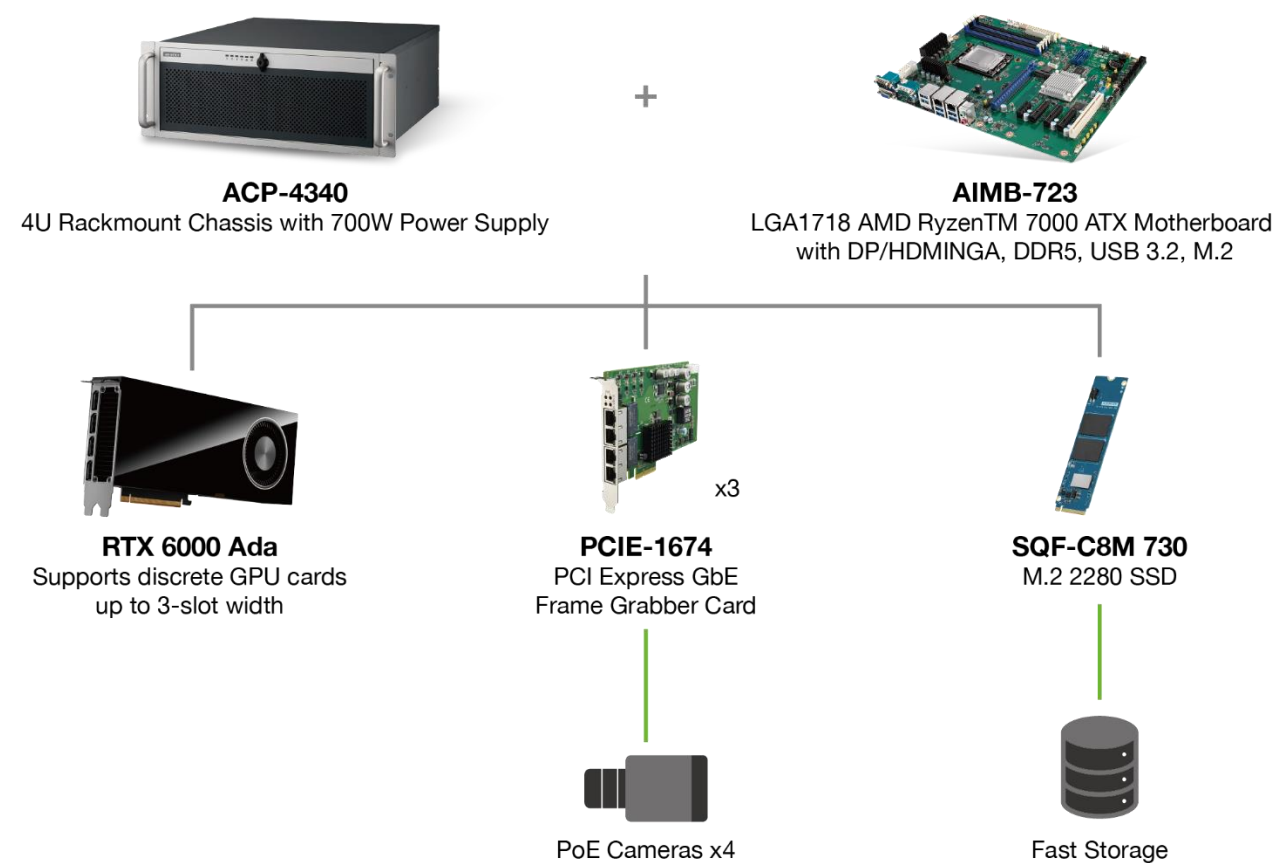 +
ACP-4340
4U Rackmount Chassis with 700W Power Supply
AIMB-723
LGA1718 AMD RyzenTM 7000 ATX Motherboard
with DP/HDMINGA, DDR5, USB 3.2, M.2
RTX 6000 Ada
Supports discrete GPU cards
up to 3-slot width
x3
PCIE-1674
PCI Express GbE
Frame Grabber Card
SQF-C8M 730
M.2 2280 SSD
PoE Cameras x4
Fast Storage